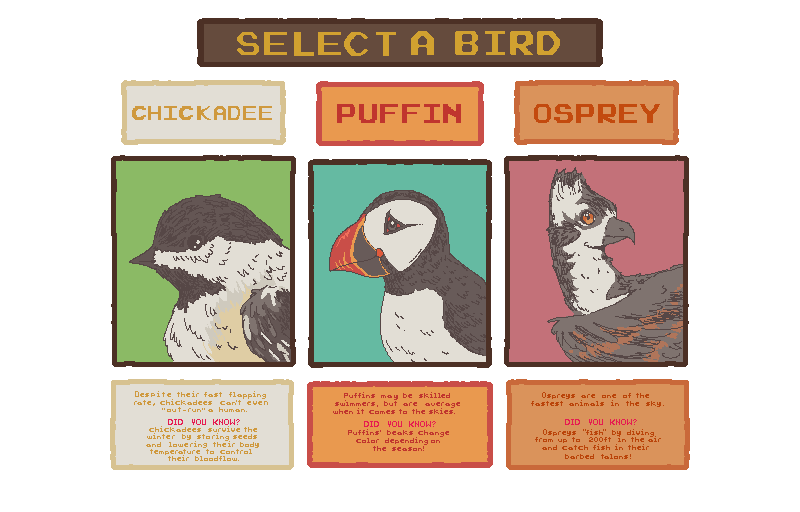 SELECT A BIRD
CHICKADEE
PUFFIN
OSPREY
Despite their fast flapping
rate, Chickadees can't even
"out-run" a human.
DID YOU KNOW?
Chickadees survive the
winter by storing seeds
and lowering their body
temperature to control
their bloodflow.
Puffins may be skilled
swimmers, but are average
when it comes to the skies.
DID YOU KNOW?
Puffins' beaks change
color depending on
the season!
Ospreys are one of the
fastest animals in the sky.
DID YOU KNOW?
Ospreys "fish" by diving
from up to 200ft in the air
and catch fish in their
barbed talons!